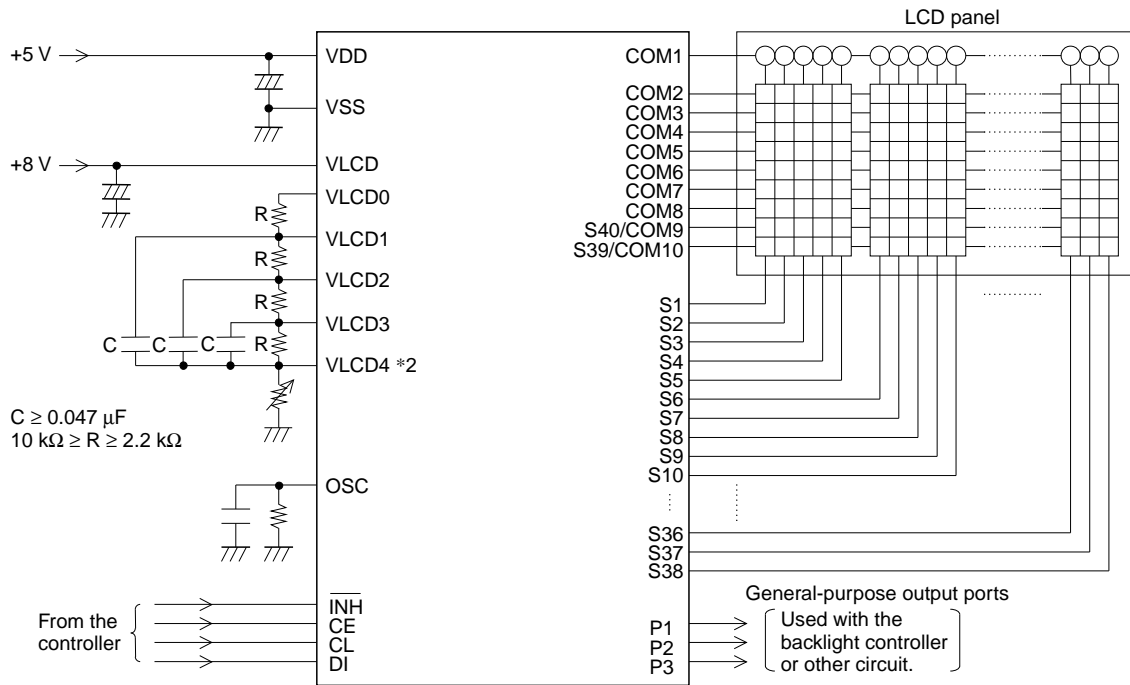 LCD panel
+5 V
VDD
VSS
+8 V
VLCD
VLCD0
R
VLCD1
R
VLCD2
R
VLCD3
C
C
C
R
VLCD4 *2
C ≥ 0.047 μF
10 kΩ ≥ R ≥ 2.2 kΩ
OSC
From the
controller
INH
CE
CL
DI
COM1
COM2
COM3
COM4
COM5
COM6
COM7
COM8
S40/COM9
S39/COM10
S1
S2
S3
S4
S5
S6
S7
S8
S9
S10
S36
S37
S38
General-purpose output ports
P1
P2
P3
Used with the
backlight controller
or other circuit.